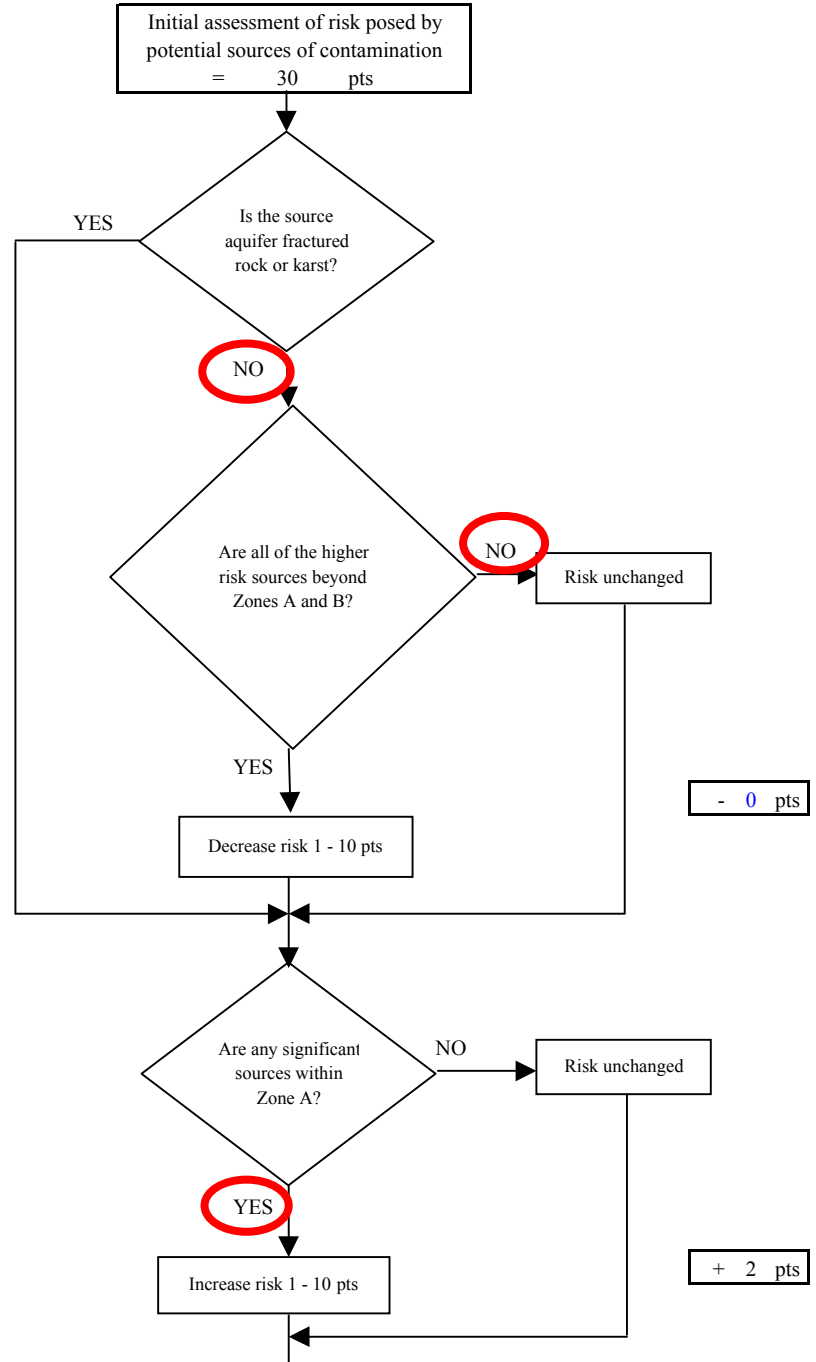 Initial assessment of risk posed by
potential sources of contamination
= 30 pts
YES
Is the source
aquifer fractured
rock or karst?
NO
Are all of the higher
risk sources beyond
Zones A and B?
NO
Risk unchanged
YES
- 0 pts
Decrease risk 1 - 10 pts
Are any significant
sources within
Zone A?
NO
Risk unchanged
YES
Increase risk 1 - 10 pts
+ 2 pts